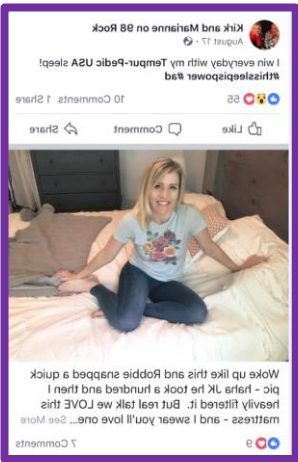 Kirk and Marianne on 98 Rock
August 17 ·
I win everyday with my Tempur-Pedic USA sleep!
#thissleepispower #ad
55
10 Comments 1 Share
Like Comment Share
Woke up like this and Robbie snapped a quick
pic - haha JK he took a hundred and then I
heavily filtered it. But real talk we LOVE this
mattress - and I swear you'll love one... See More
9
7 Comments